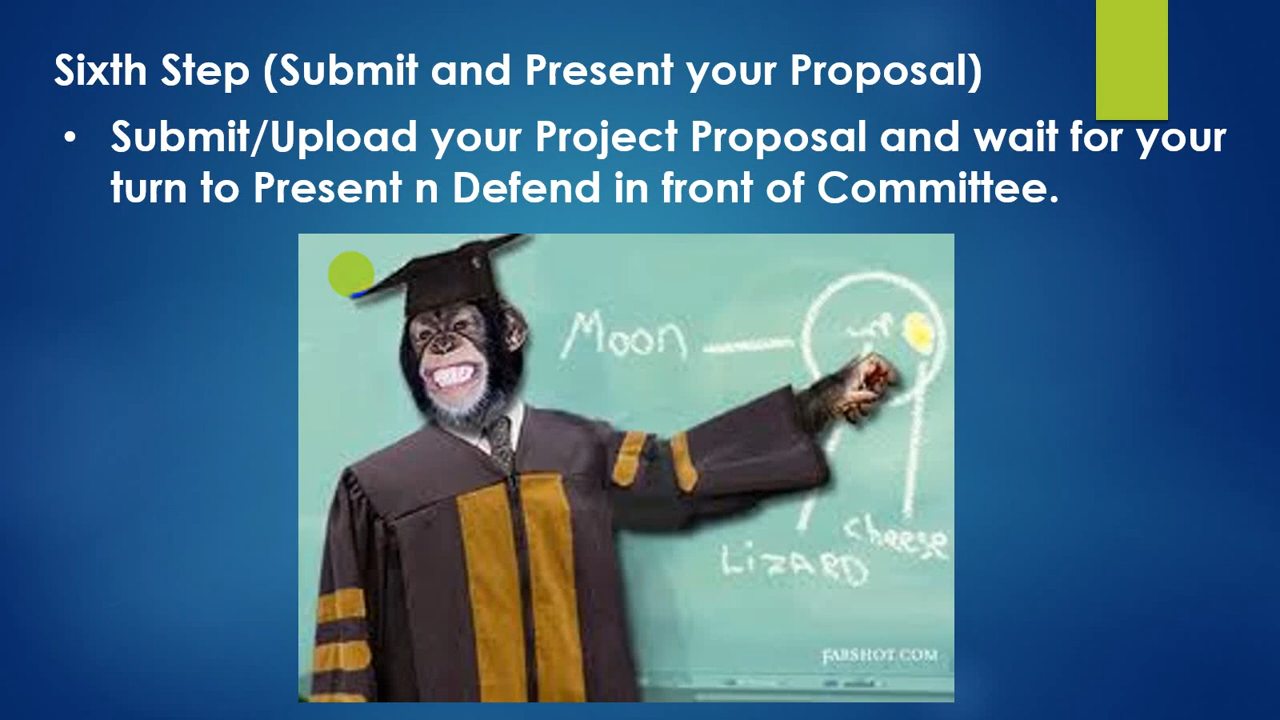 Sixth Step (Submit and Present your Proposal)
• Submit/Upload your Project Proposal and wait for your
turn to Present n Defend in front of Committee.
Moon
Cheese
LIZARD
FABSHOT.COM